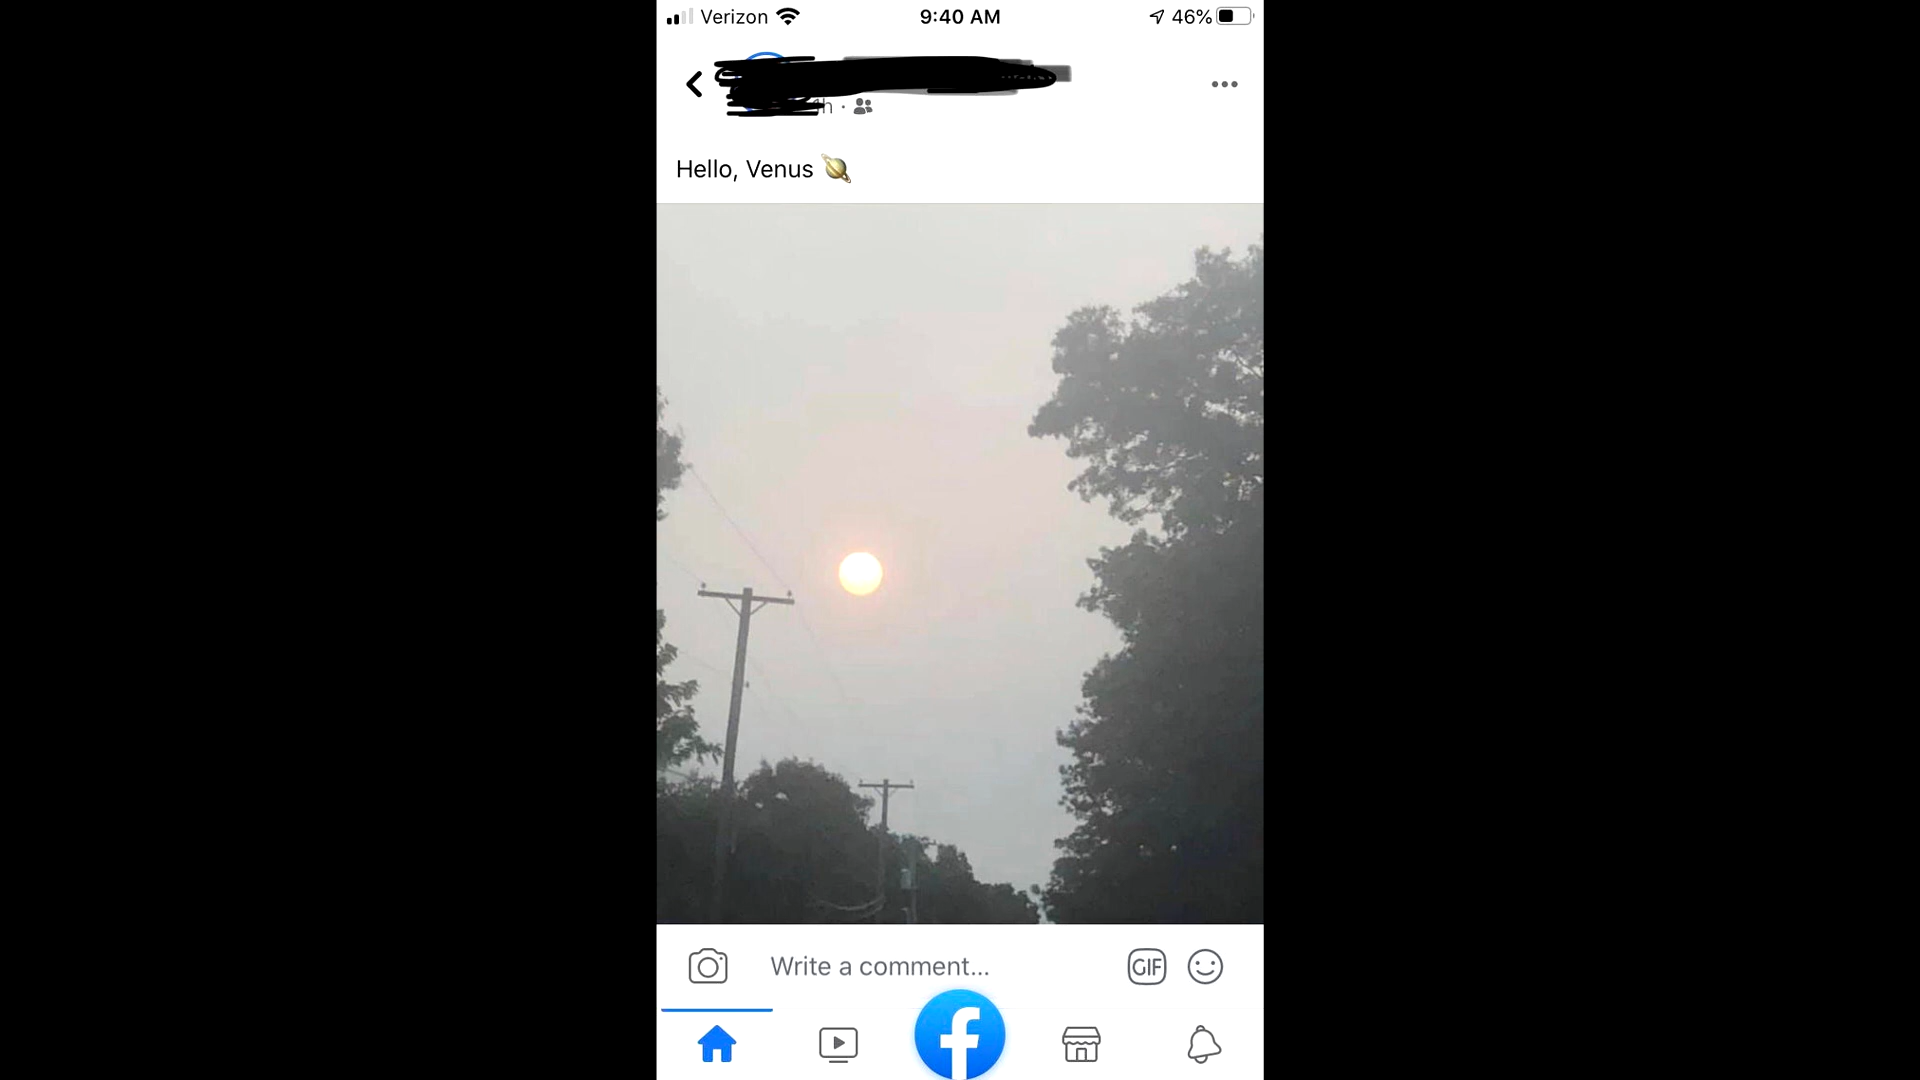 Verizon 9:40 AM 46%
h ·
Hello, Venus 🪐
Write a comment... GIF